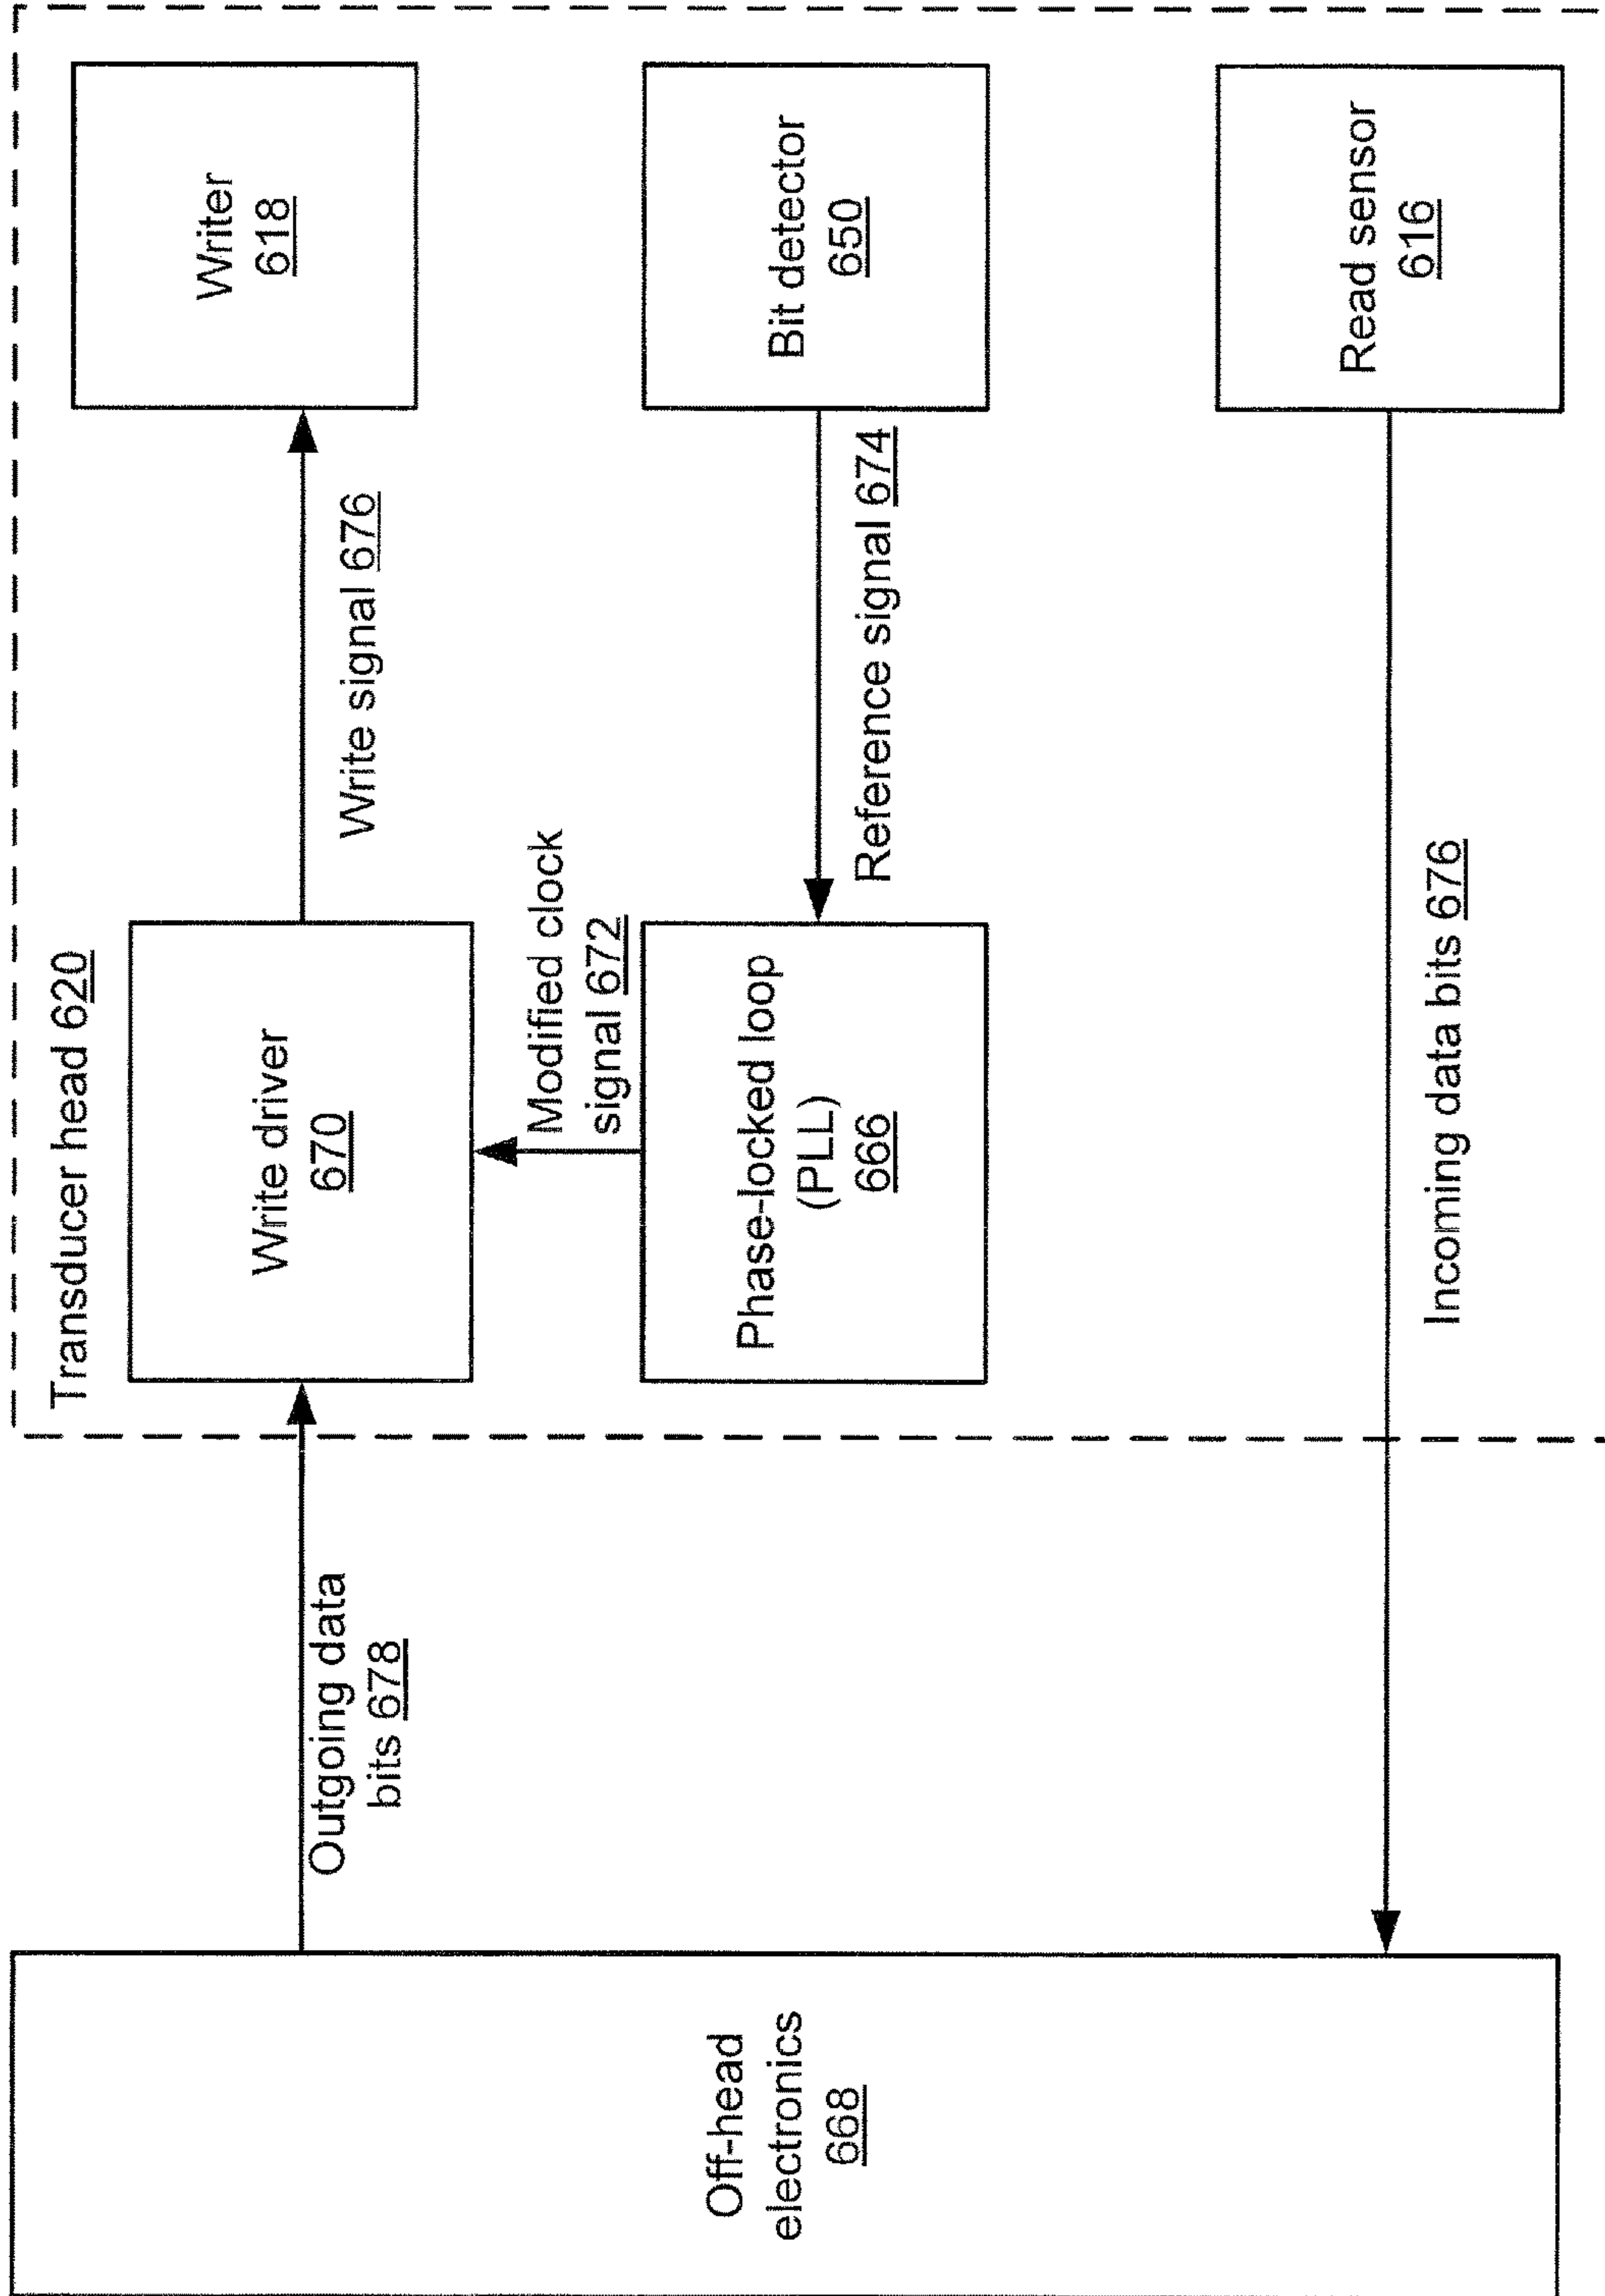 Transducer head 620
Writer
618
Write driver
670
Write signal 676
Outgoing data
bits 678
Modified clock
signal 672
Bit detector
650
Phase-locked loop
(PLL)
666
Reference signal 674
Off-head
electronics
668
Read sensor
616
Incoming data bits 676